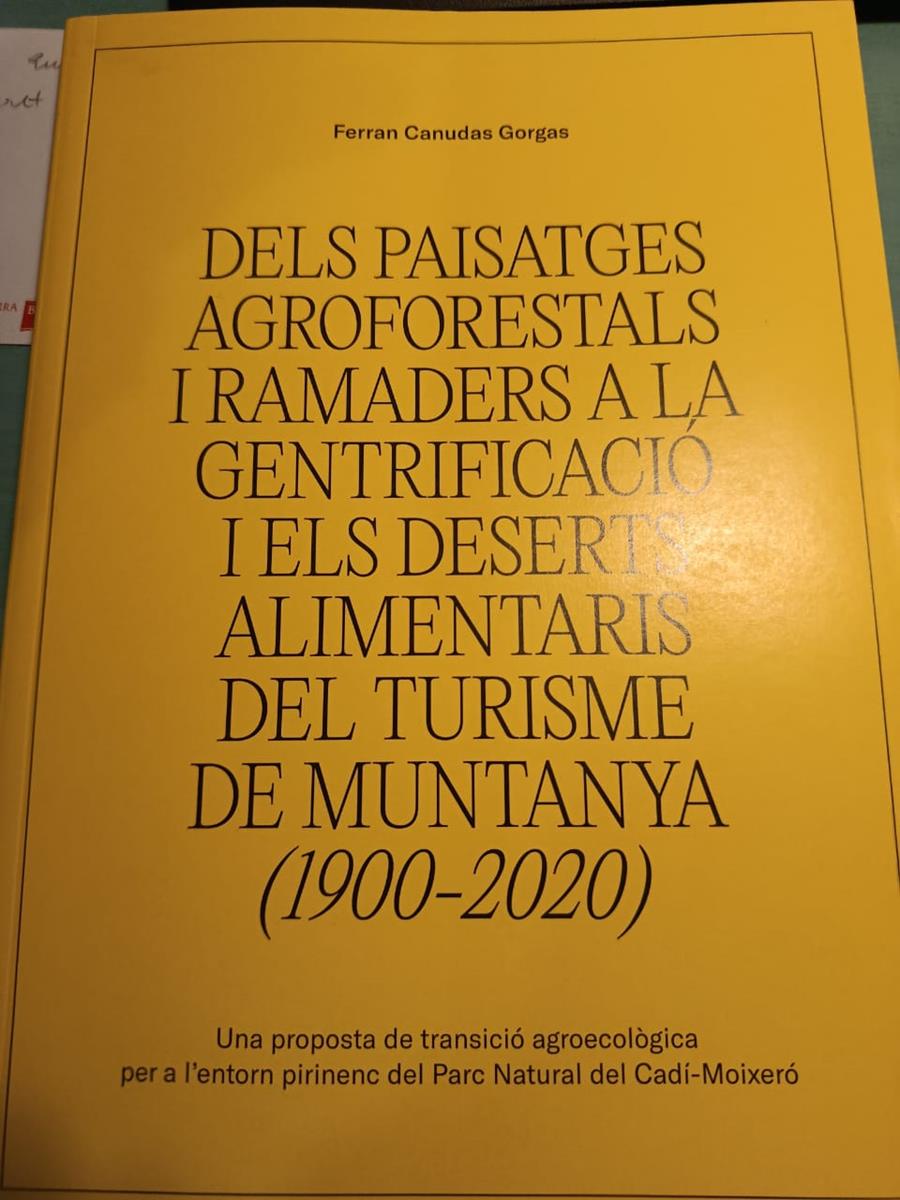 Ferran Canudas Gorgas
DELS PAISATGES
AGROFORESTALS
I RAMADERS A LA
GENTRIFICACIÓ
I ELS DESERTS
ALIMENTARIS
DEL TURISME
DE MUNTANYA
(1900-2020)
Una proposta de transició agroecològica
per a l'entorn pirinenc del Parc Natural del Cadí-Moixeró